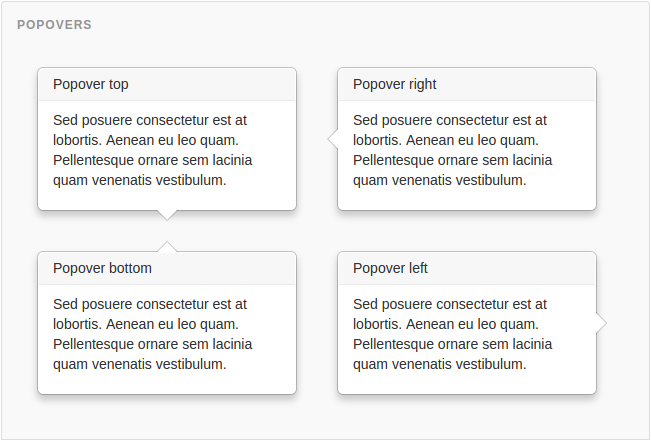 POPOVERS
Popover top
Sed posuere consectetur est at
lobortis. Aenean eu leo quam.
Pellentesque ornare sem lacinia
quam venenatis vestibulum.
Popover right
Sed posuere consectetur est at
lobortis. Aenean eu leo quam.
Pellentesque ornare sem lacinia
quam venenatis vestibulum.
Popover bottom
Sed posuere consectetur est at
lobortis. Aenean eu leo quam.
Pellentesque ornare sem lacinia
quam venenatis vestibulum.
Popover left
Sed posuere consectetur est at
lobortis. Aenean eu leo quam.
Pellentesque ornare sem lacinia
quam venenatis vestibulum.